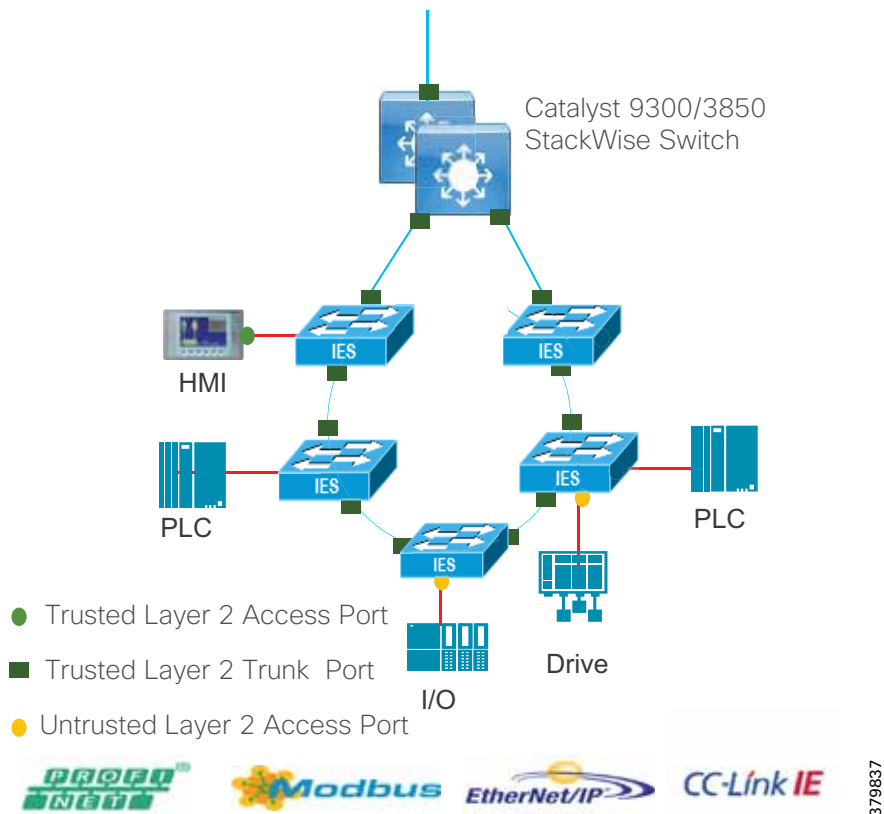 Catalyst 9300/3850
StackWise Switch
IES
IES
HMI
IES
IES
PLC
PLC
IES
Trusted Layer 2 Access Port
Trusted Layer 2 Trunk Port
Drive
I/O
Untrusted Layer 2 Access Port
PROFI
NET
Modbus
EtherNet/IP
CC-Link IE
379837